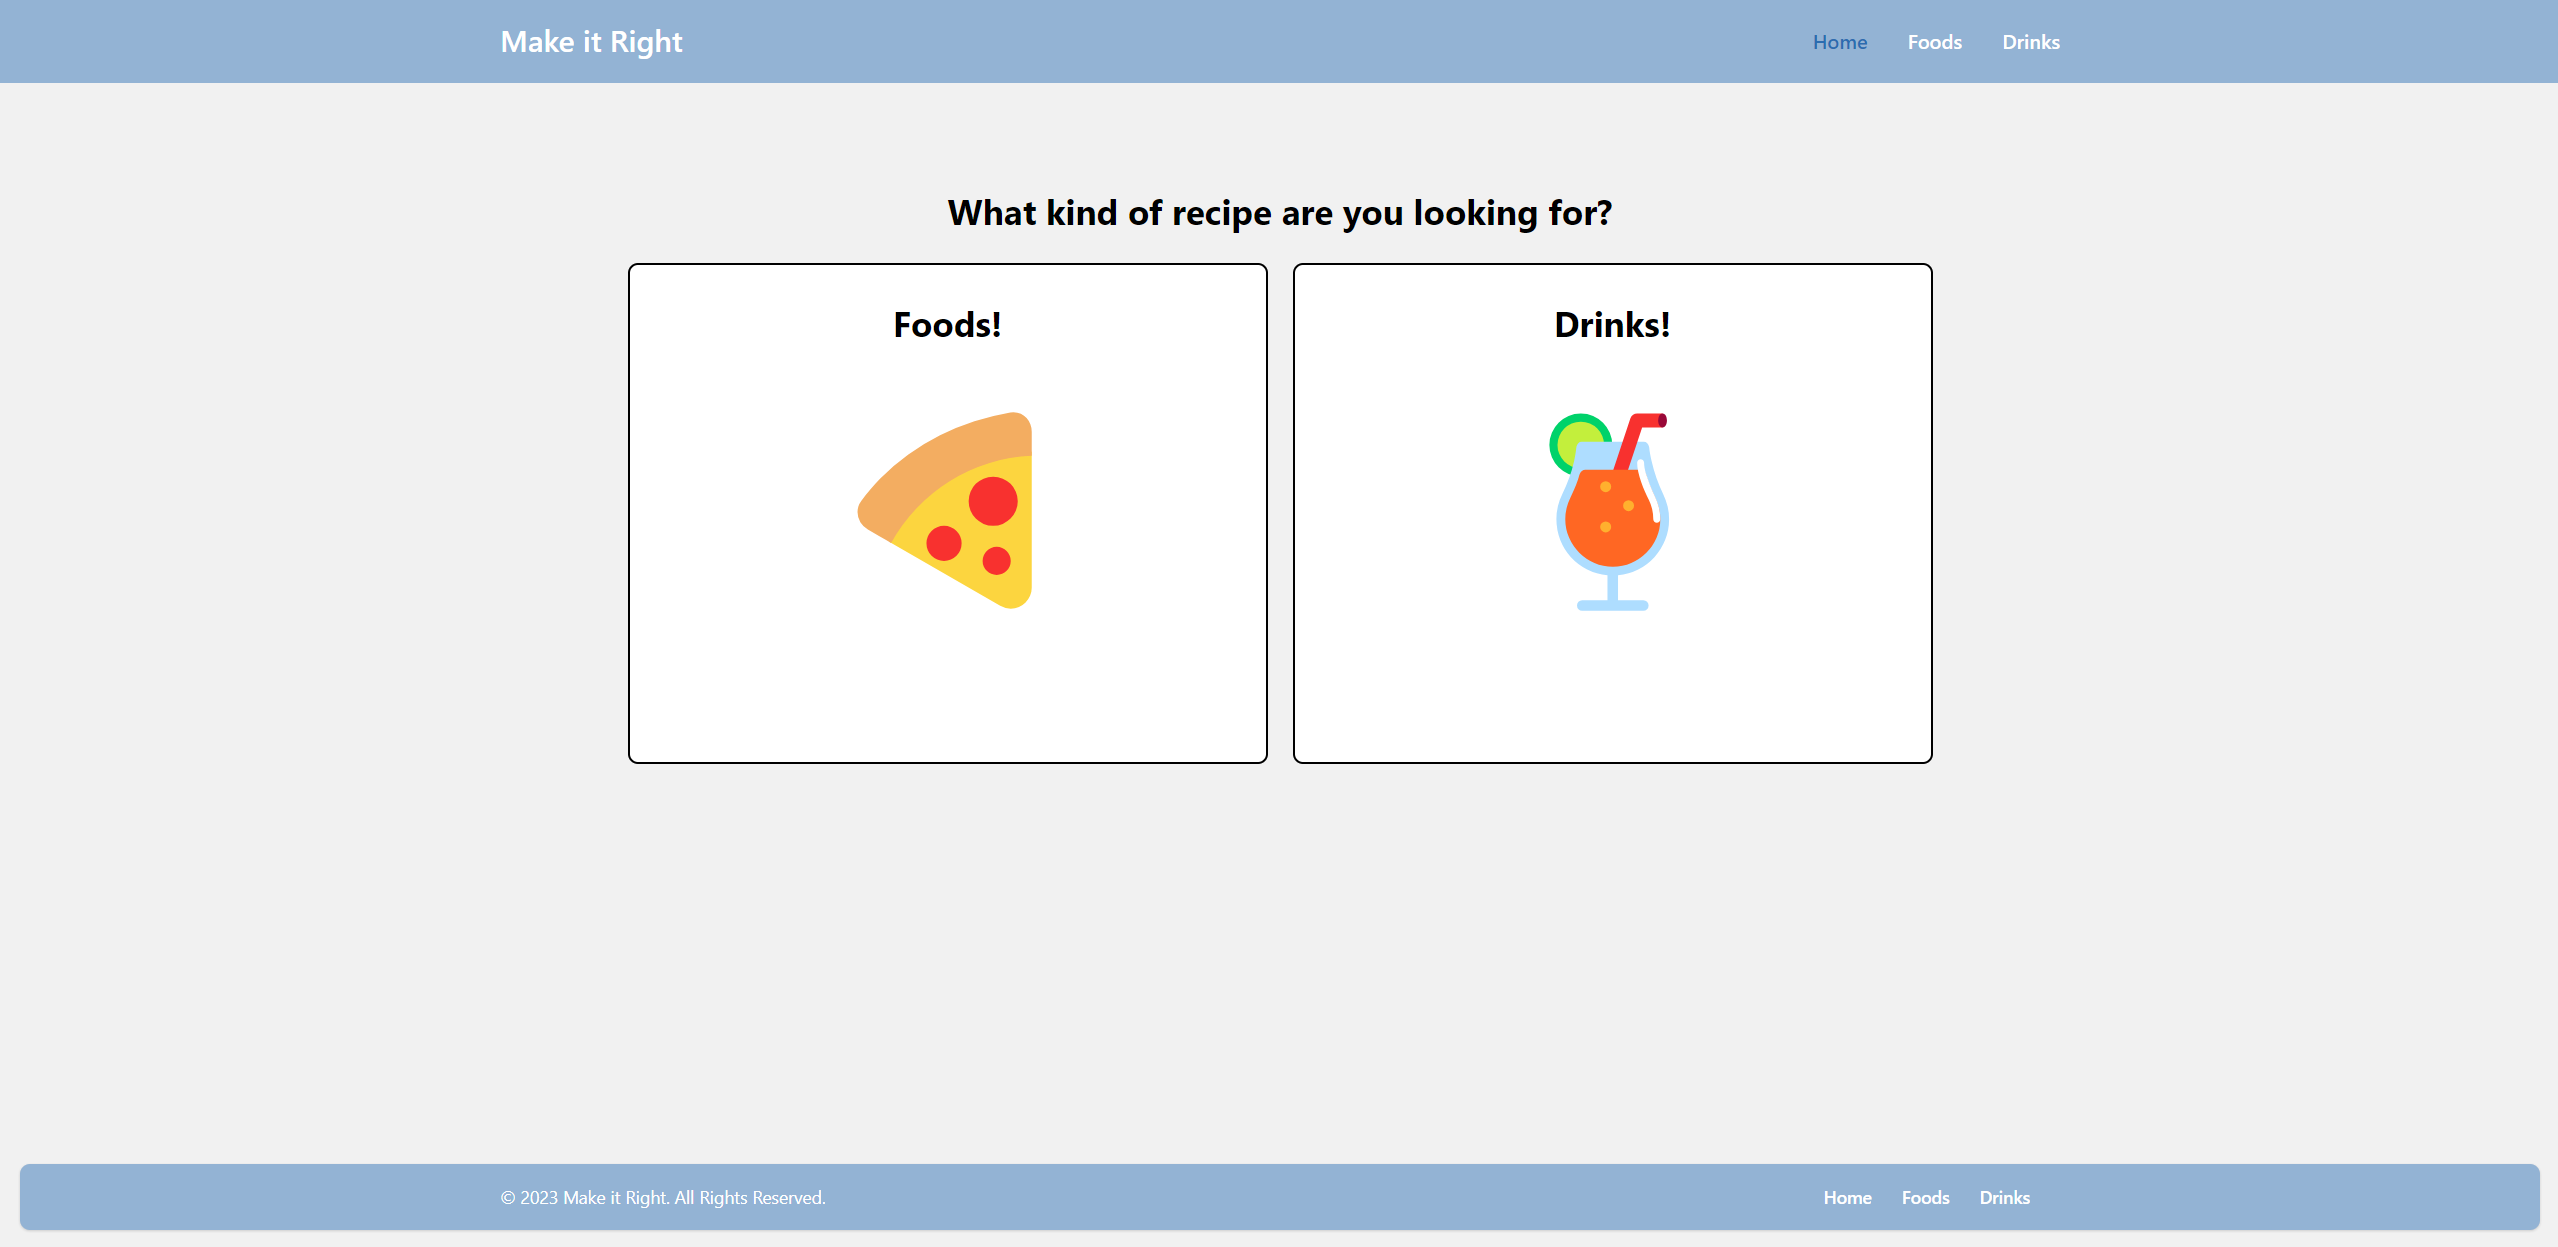 Make it Right
Home Foods Drinks
What kind of recipe are you looking for?
Foods!
Drinks!
© 2023 Make it Right. All Rights Reserved.
Home Foods Drinks